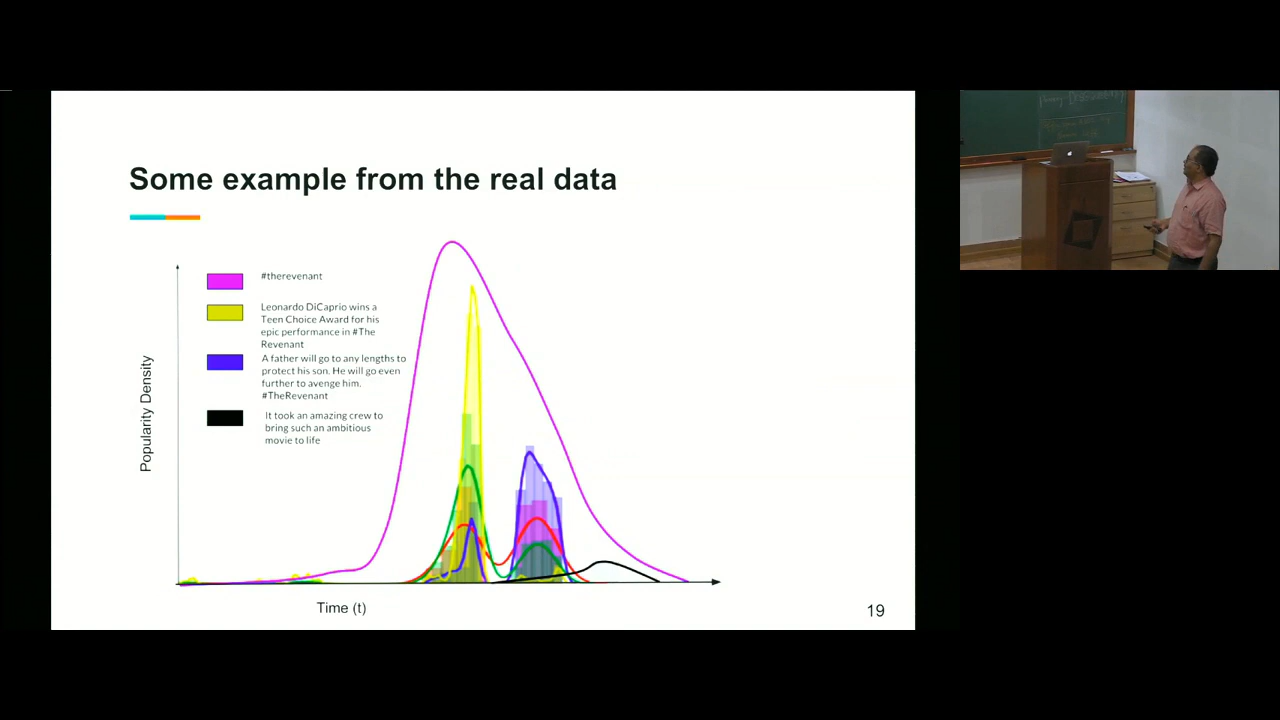 Some example from the real data
#therevenant
Leonardo DiCaprio wins a
Teen Choice Award for his
epic performance in #The
Revenant
A father will go to any lengths to
protect his son. He will go even
further to avenge him.
#TheRevenant
It took an amazing crew to
bring such an ambitious
movie to life
Popularity Density
Time (t)
19